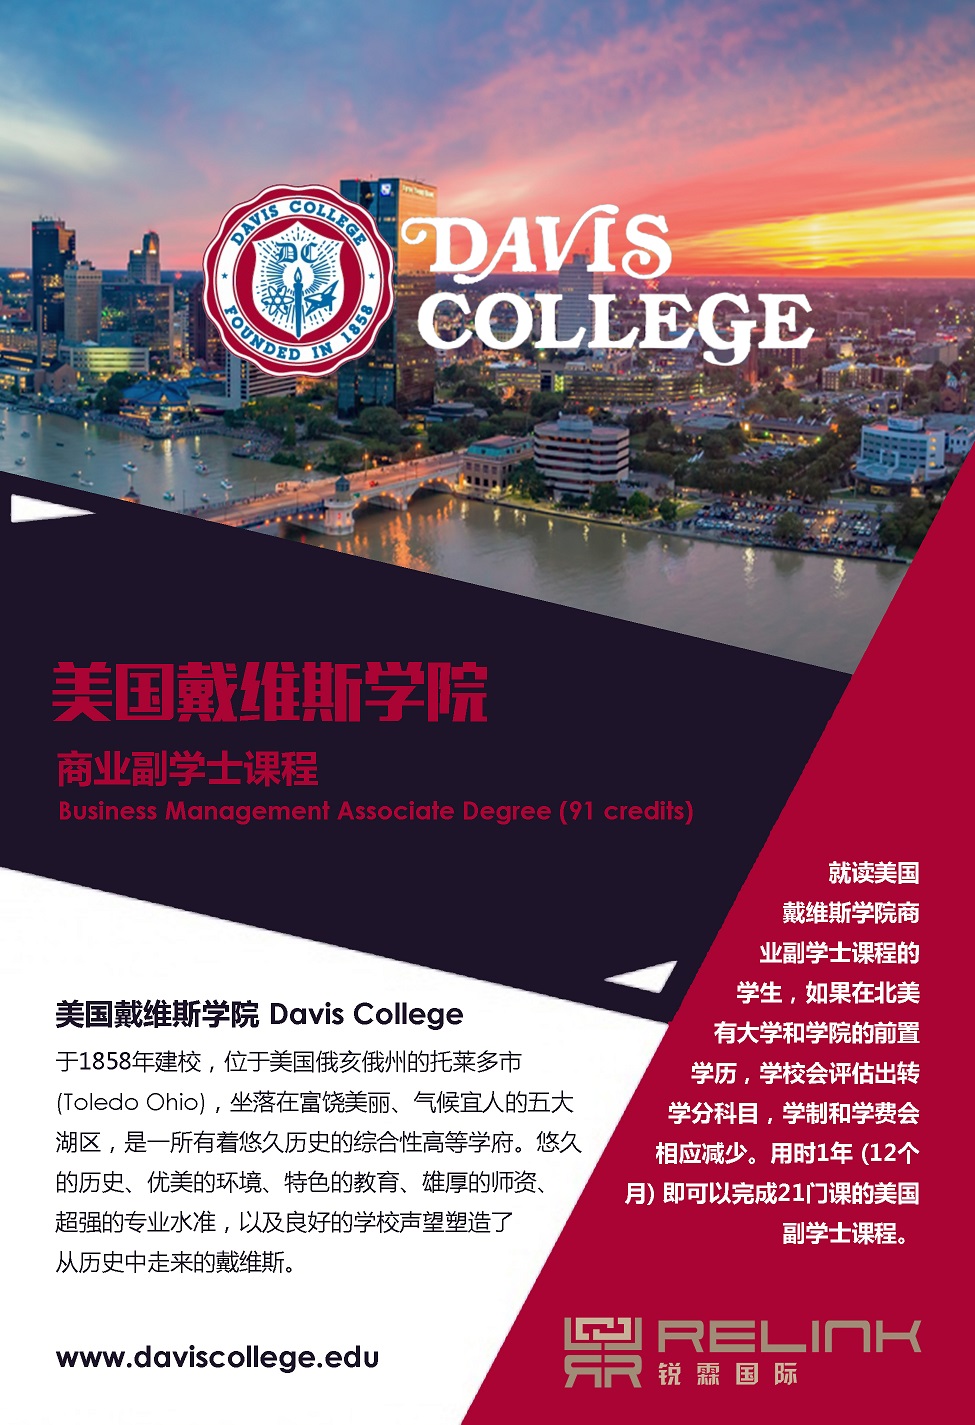 DAVIS COLLEGE
FOUNDED IN 1858
DC
DAVIS
COLLEGE
美国戴维斯学院
商业副学士课程
Business Management Associate Degree (91 credits)
就读美国
戴维斯学院商
业副学士课程的
学生，如果在北美
有大学和学院的前置
学历，学校会评估出转
学分科目，学制和学费会
相应减少。用时1年 (12个
月) 即可以完成21门课的美国
副学士课程。
美国戴维斯学院 Davis College
于1858年建校，位于美国俄亥俄州的托莱多市
(Toledo Ohio)，坐落在富饶美丽、气候宜人的五大
湖区，是一所有着悠久历史的综合性高等学府。悠久
的历史、优美的环境、特色的教育、雄厚的师资、
超强的专业水准，以及良好的学校声望塑造了
从历史中走来的戴维斯。
www.daviscollege.edu
RELINK
锐霖国际